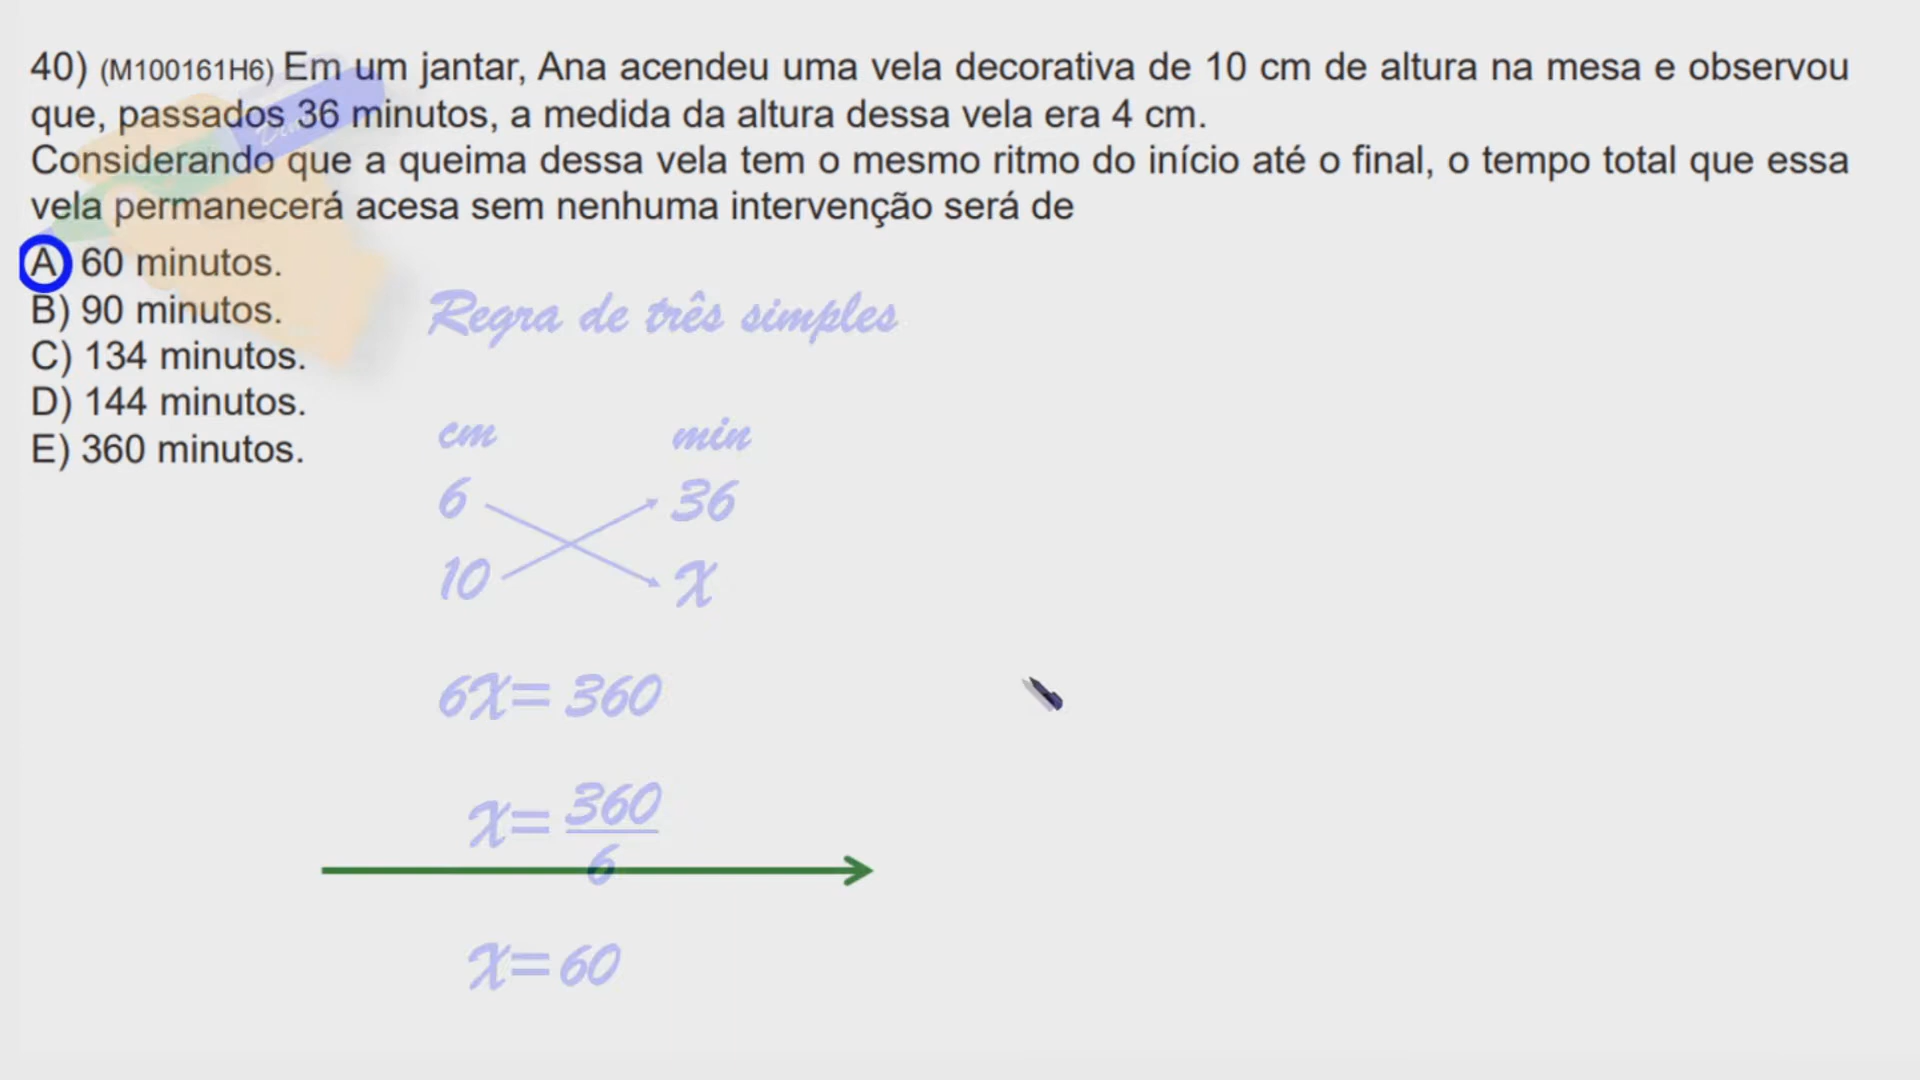 40) (M100161H6) Em um jantar, Ana acendeu uma vela decorativa de 10 cm de altura na mesa e observou
que, passados 36 minutos, a medida da altura dessa vela era 4 cm.
Considerando que a queima dessa vela tem o mesmo ritmo do início até o final, o tempo total que essa
vela permanecerá acesa sem nenhuma intervenção será de
A) 60 minutos.
B) 90 minutos.
C) 134 minutos.
D) 144 minutos.
E) 360 minutos.
Regra de três simples
cm min
6 36
10 X
6X= 360
X= 360
6
X= 60